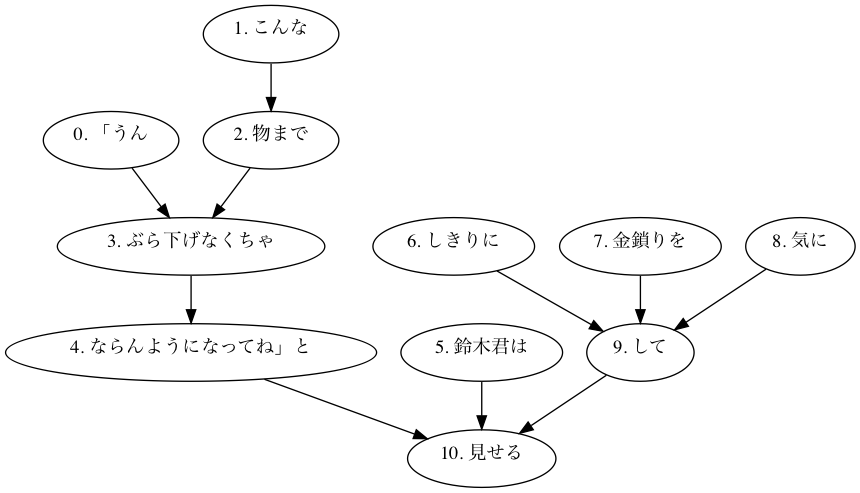 1. こんな
0. 「うん
2. 物まで
3. ぶら下げなくちゃ
6. しきりに
7. 金鎖りを
8. 気に
4. ならんようになってね」と
5. 鈴木君は
9. して
10. 見せる